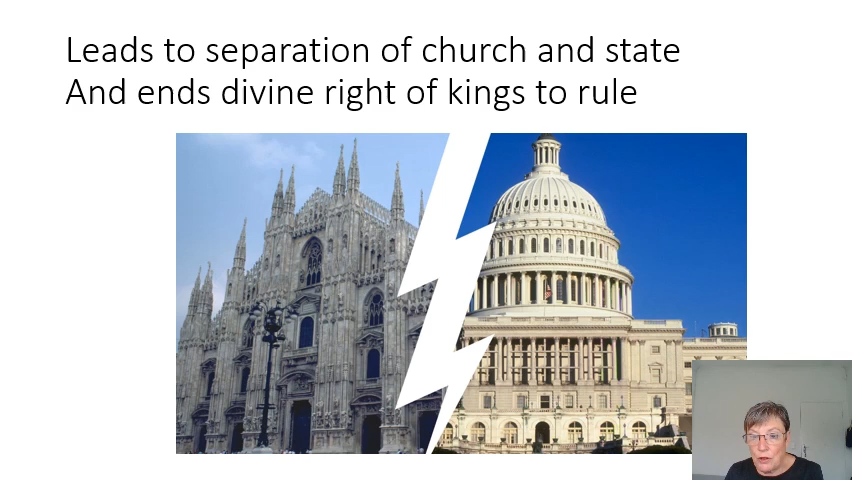 Leads to separation of church and state
And ends divine right of kings to rule